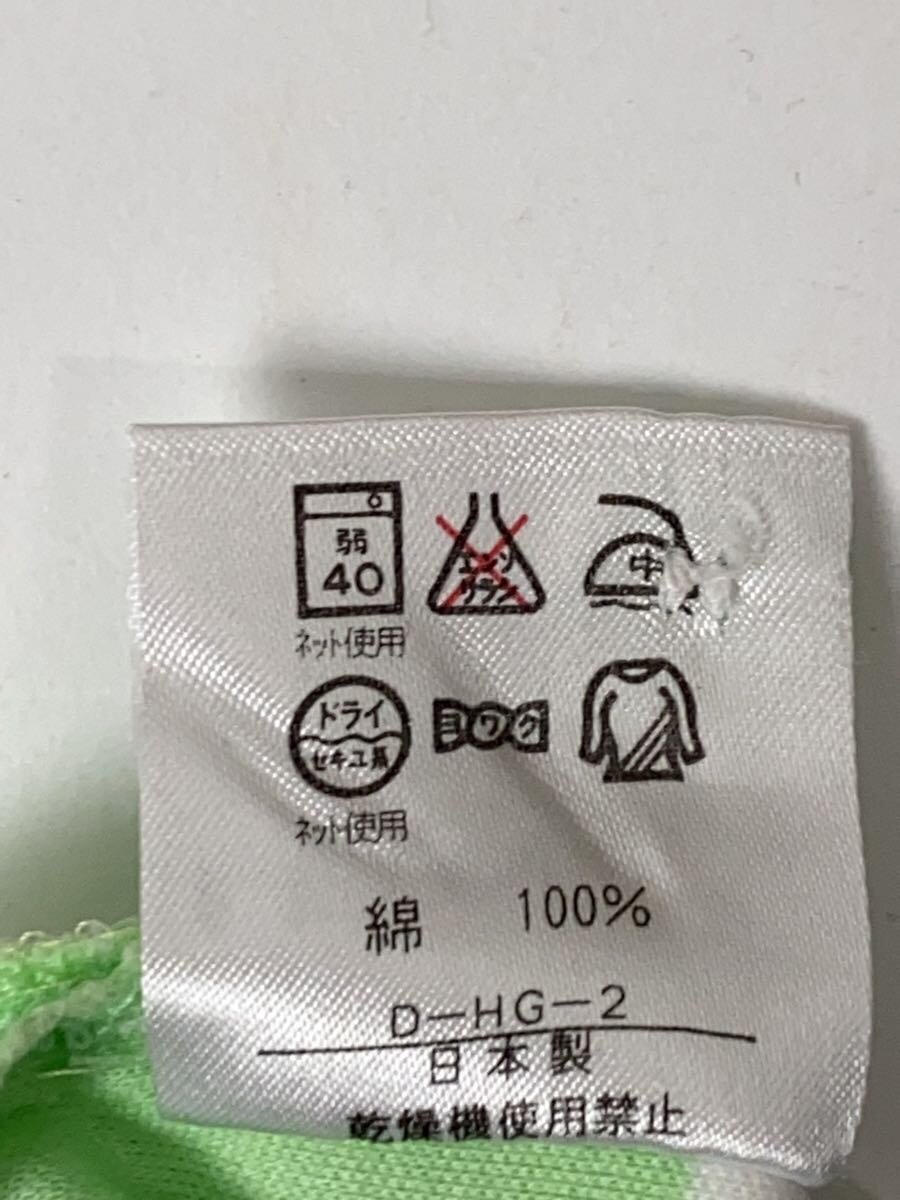 弱
40
エンソ
サラシ
中
ネット使用
ドライ
セキユ系
ヨワク
ネット使用
綿 100%
D-HG-2
日本製
乾燥機使用禁止